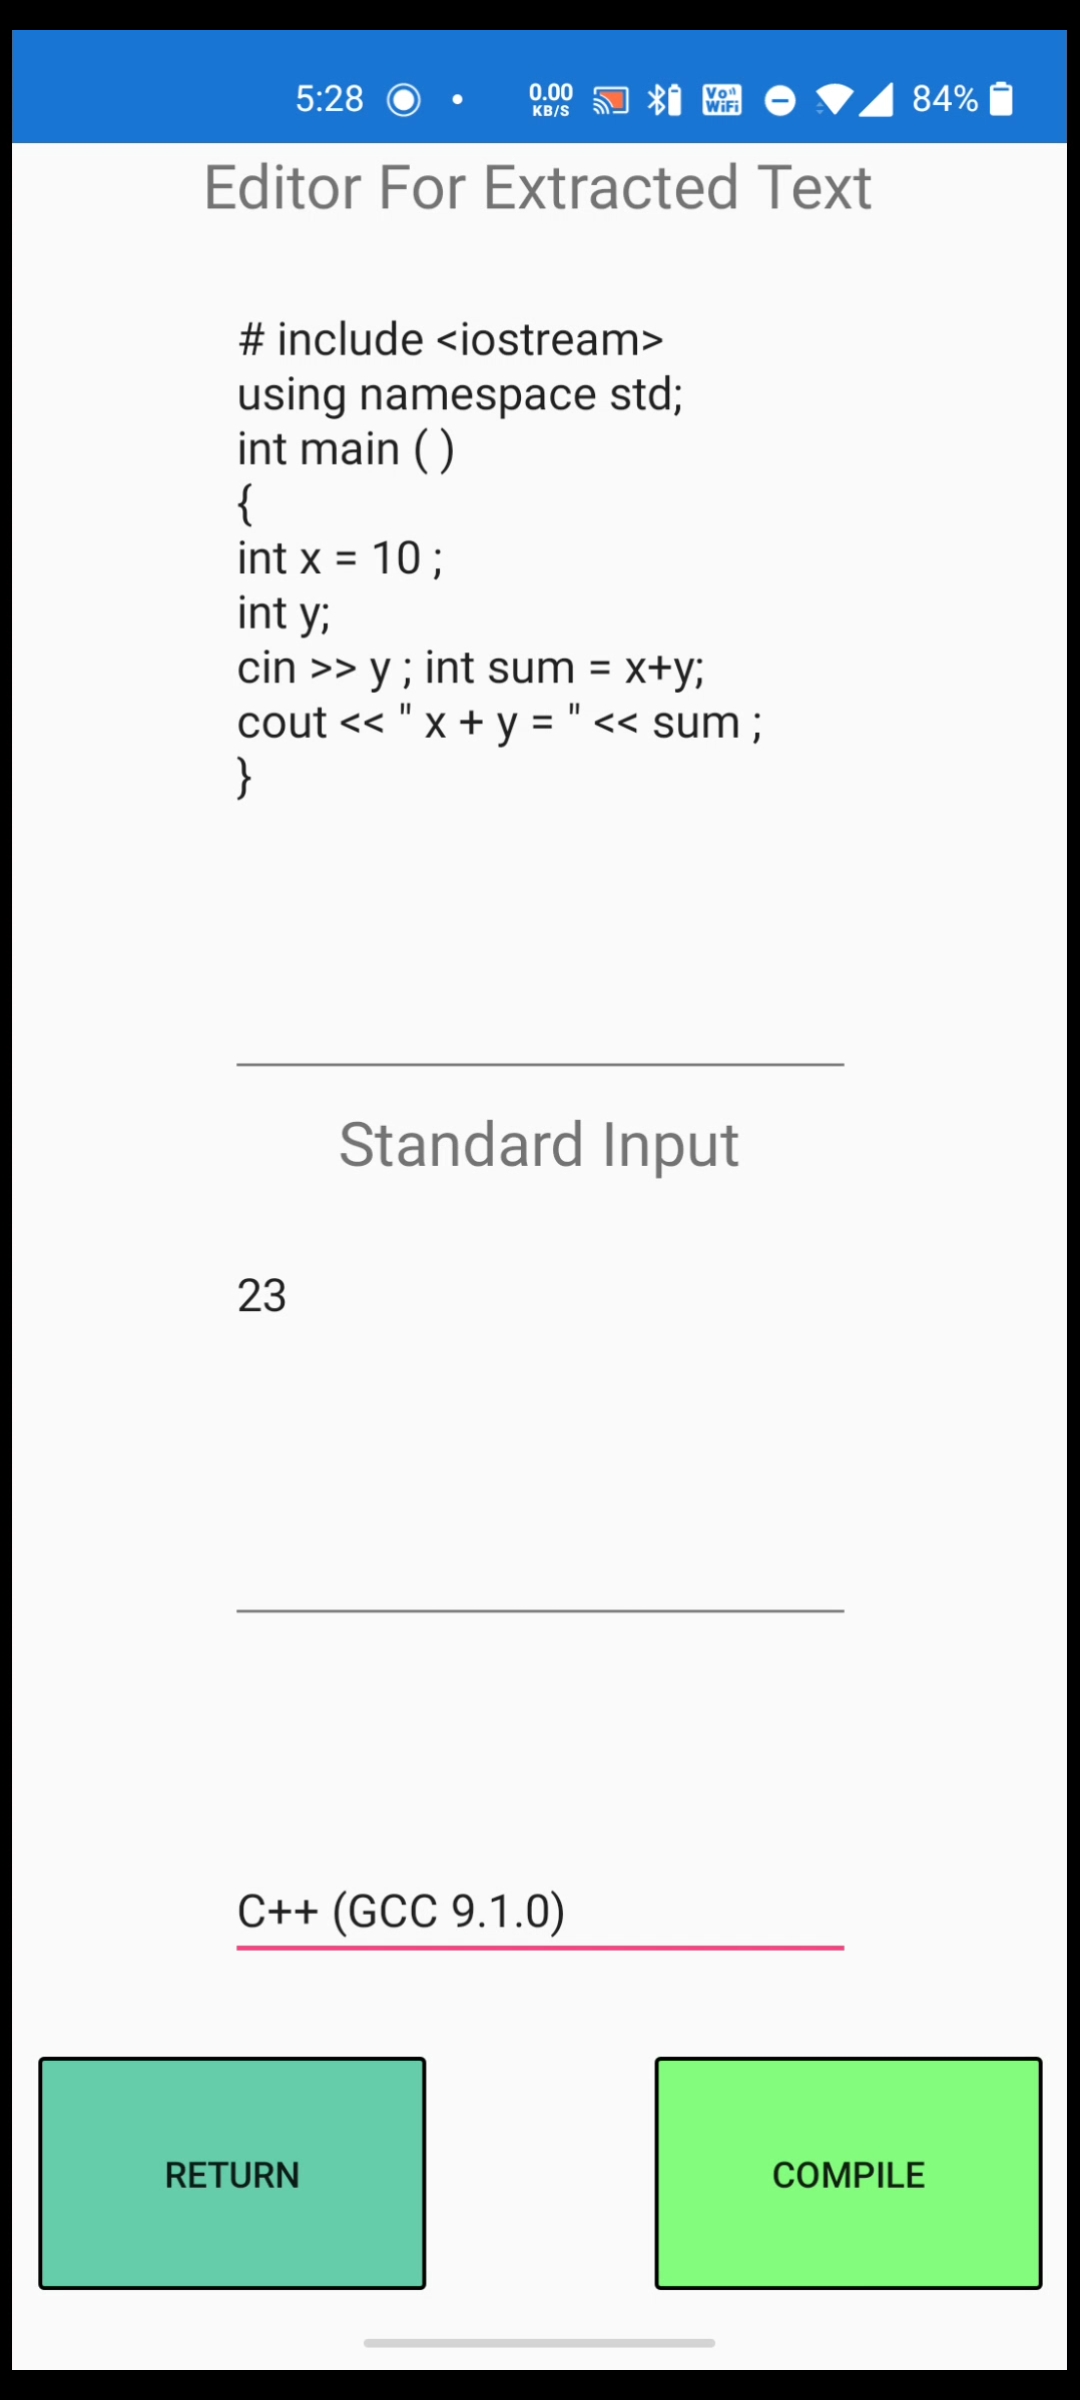 5:28 0.00 KB/S Vo WiFi 84%
Editor For Extracted Text
# include <iostream>
using namespace std;
int main ( )
{
int x = 10 ;
int y;
cin >> y ; int sum = x+y;
cout << " x + y = " << sum ;
}
Standard Input
23
C++ (GCC 9.1.0)
RETURN COMPILE